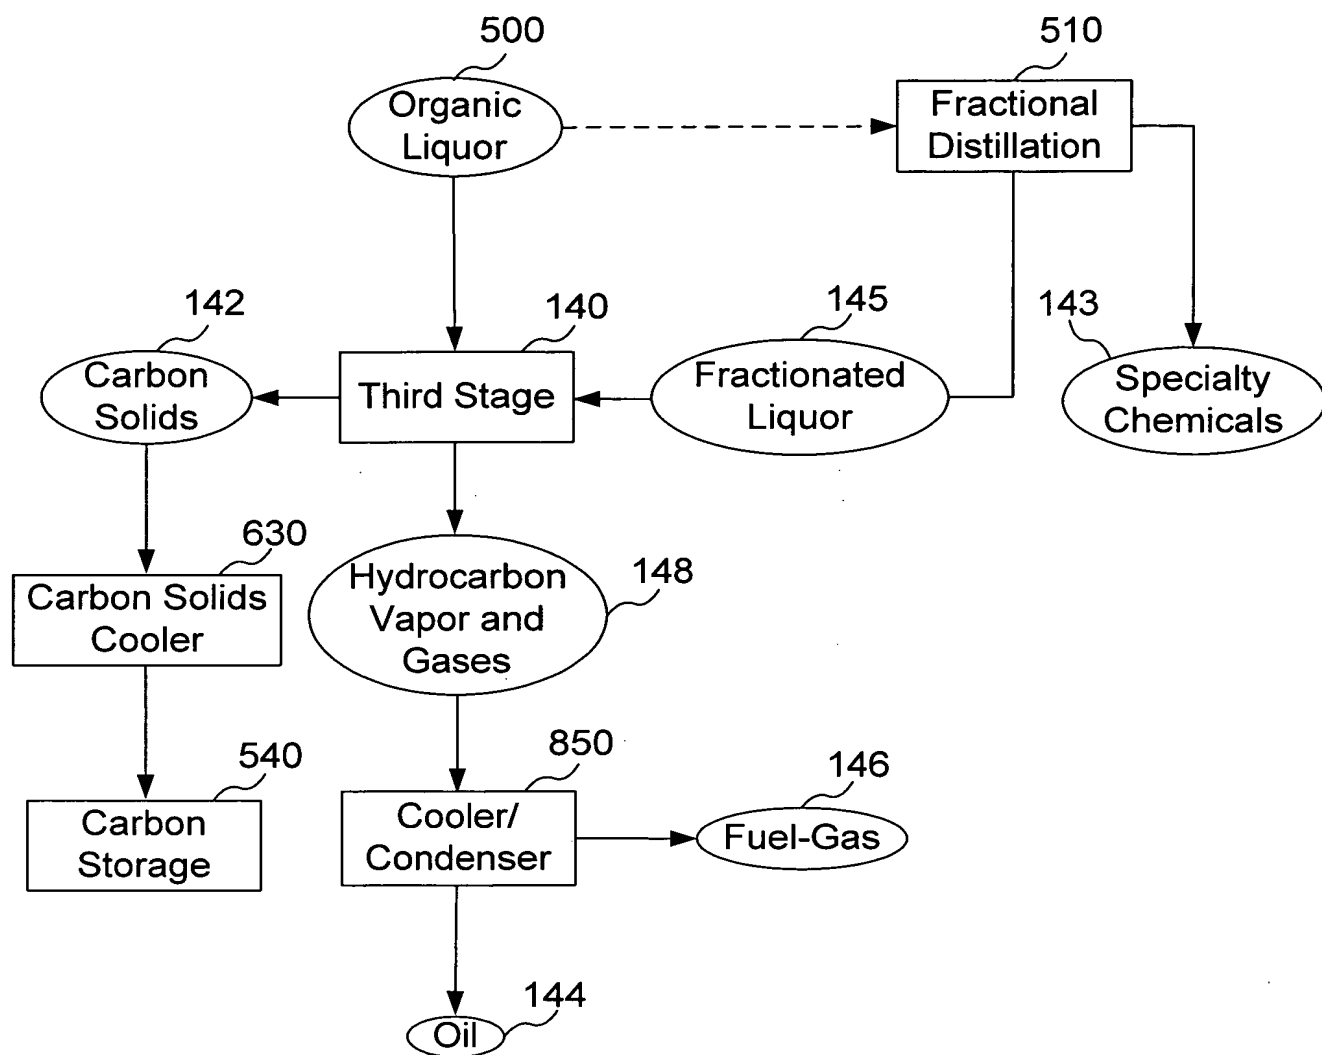 500
510
Organic
Liquor
Fractional
Distillation
142
140
145
143
Carbon
Solids
Third Stage
Fractionated
Liquor
Specialty
Chemicals
630
Carbon Solids
Cooler
Hydrocarbon
Vapor and
Gases
148
540
850
146
Carbon
Storage
Cooler/
Condenser
Fuel-Gas
144
Oil